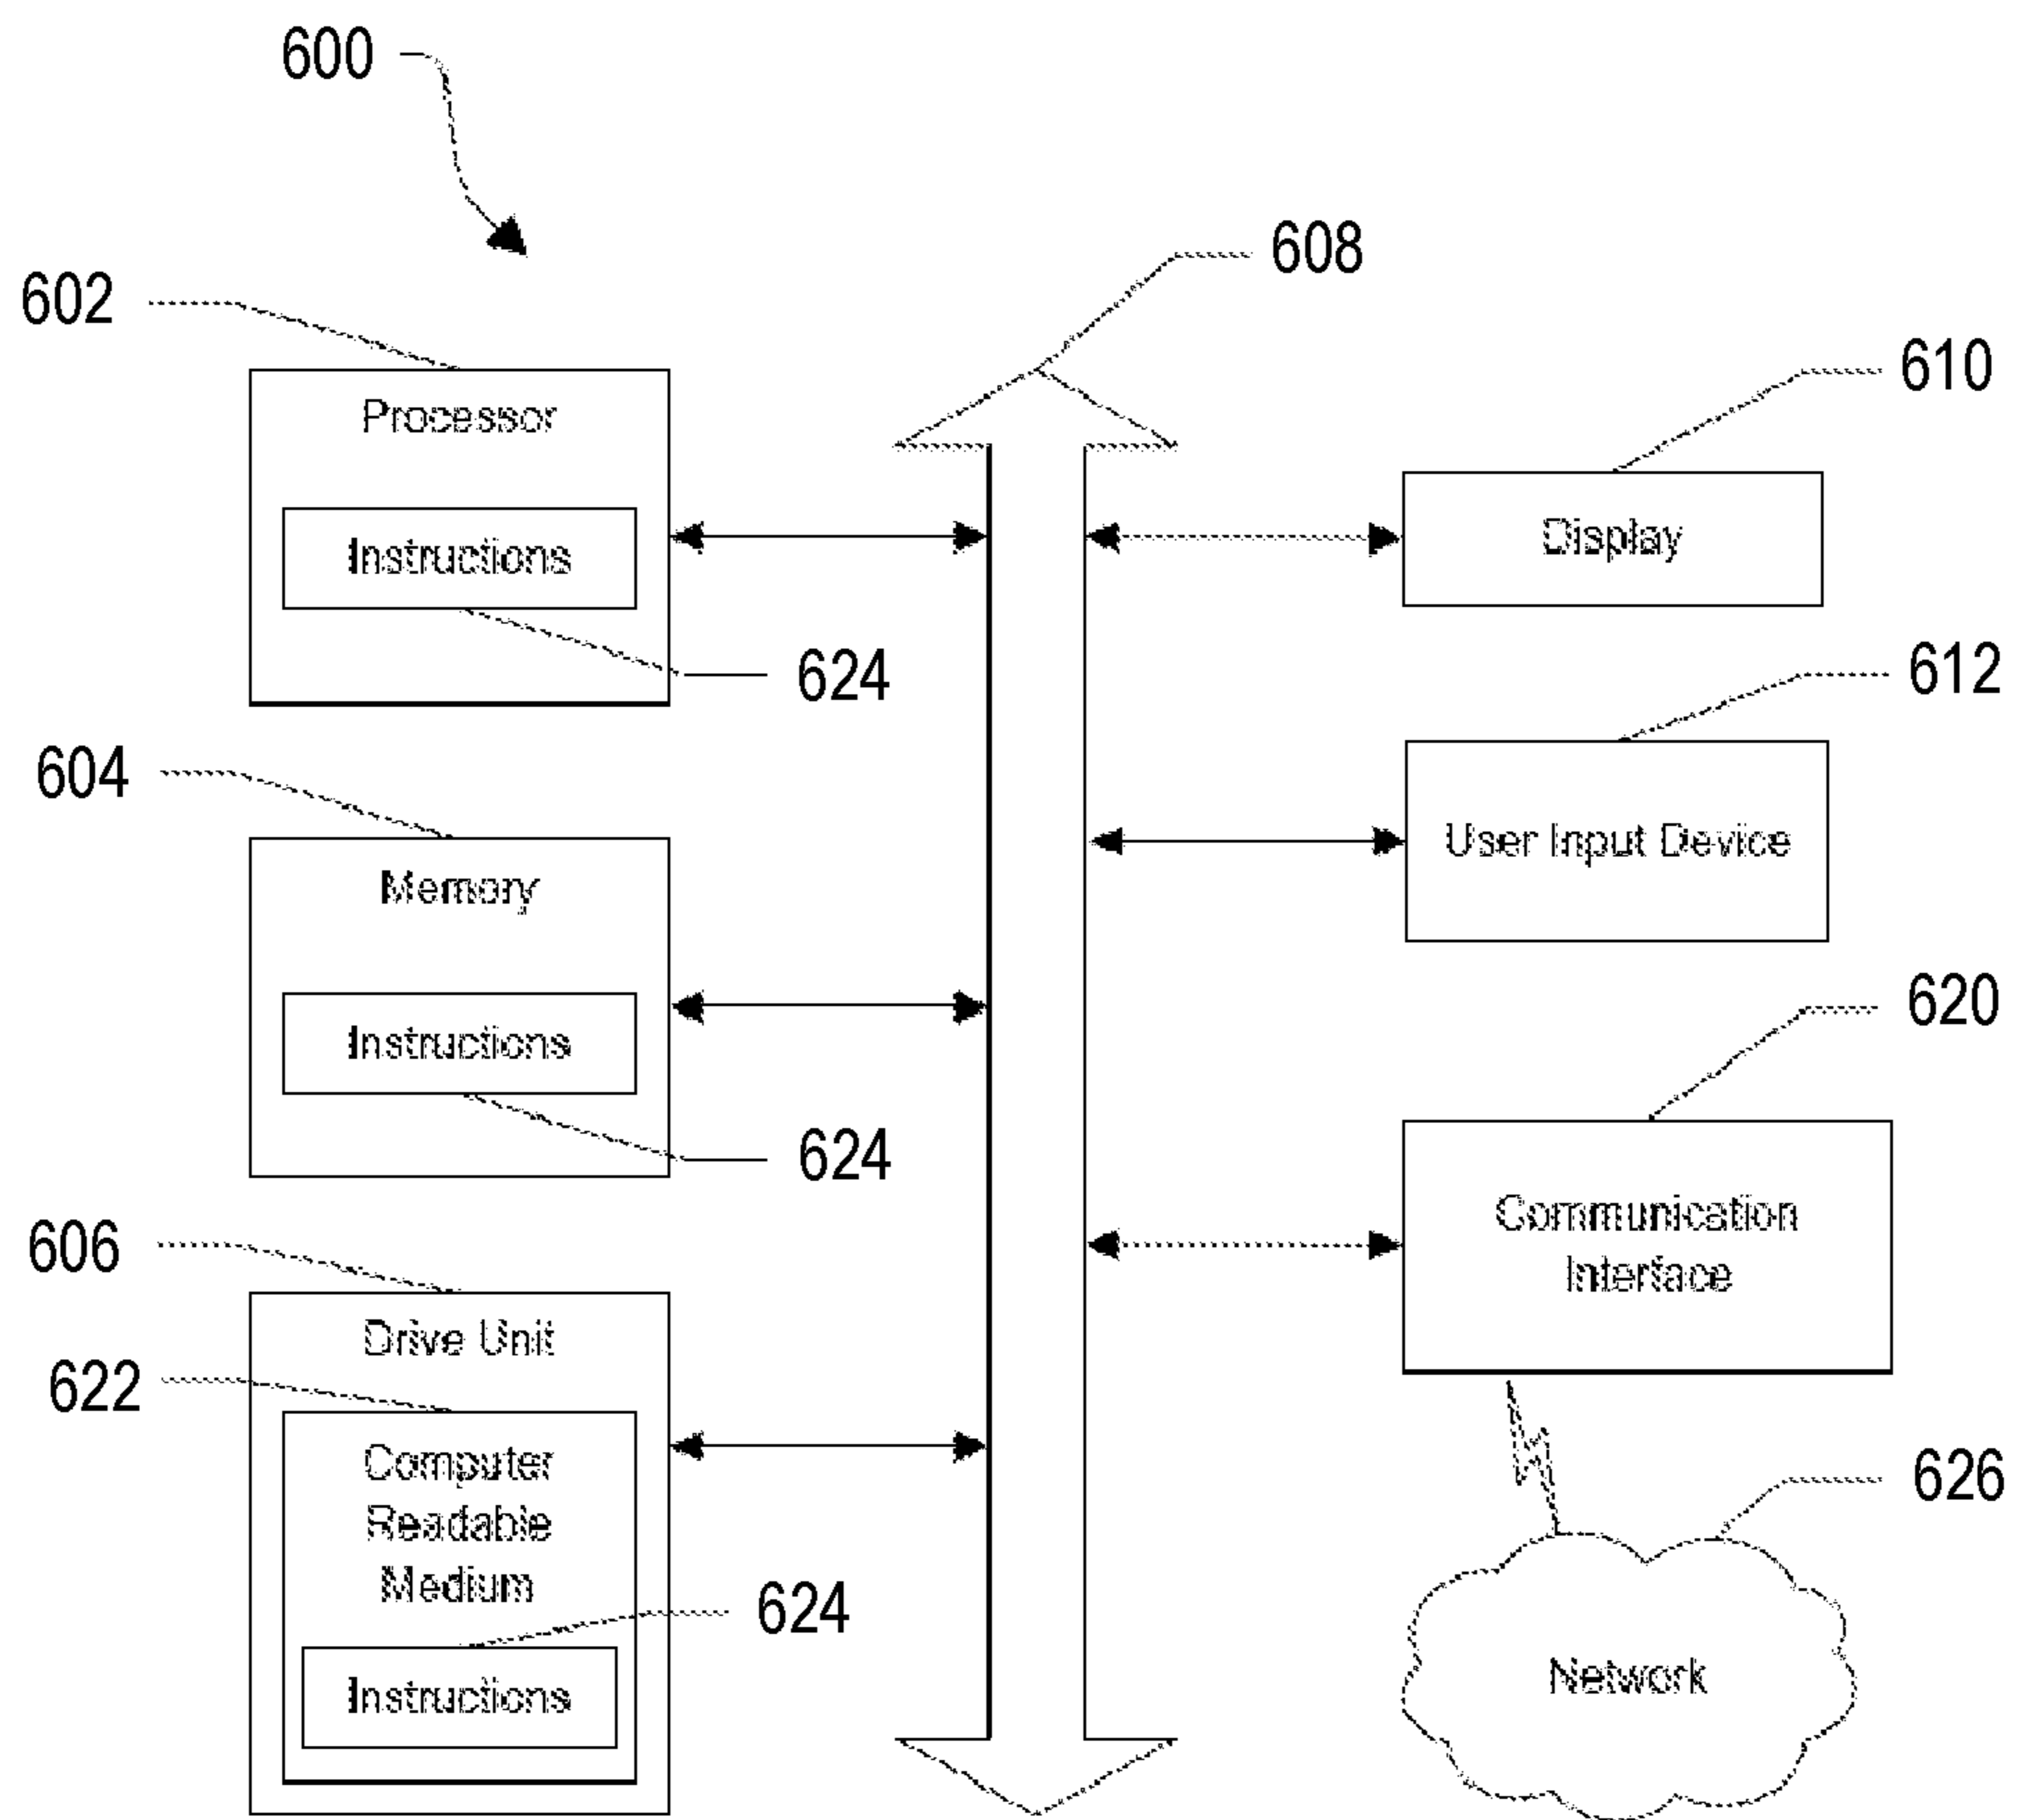 600
608
602
610
Processor
Display
Instructions
624
612
604
User Input Device
Memory
620
Instructions
624
Communication
Interface
606
Drive Unit
622
Computer
Readable
Medium
626
624
Instructions
Network